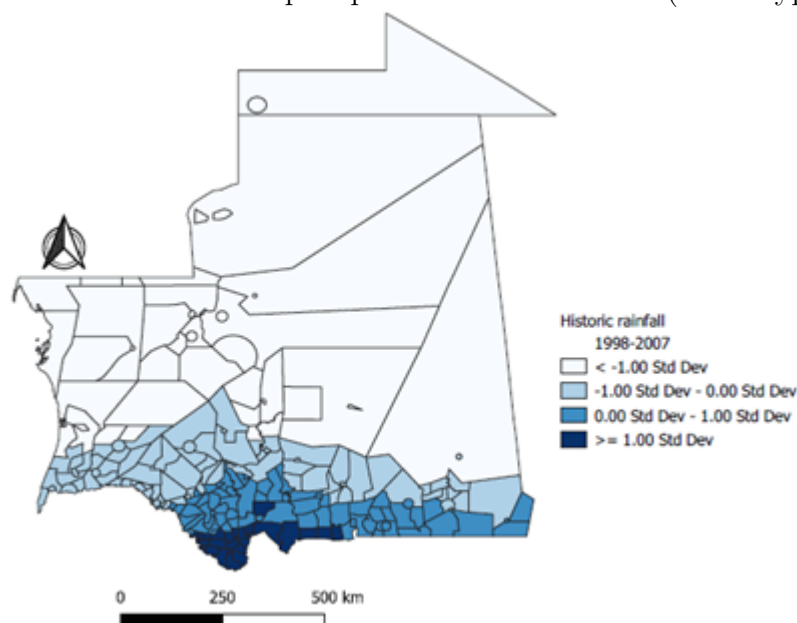 Historic rainfall
1998-2007
< -1.00 Std Dev
-1.00 Std Dev - 0.00 Std Dev
0.00 Std Dev - 1.00 Std Dev
>= 1.00 Std Dev
0 250 500 km